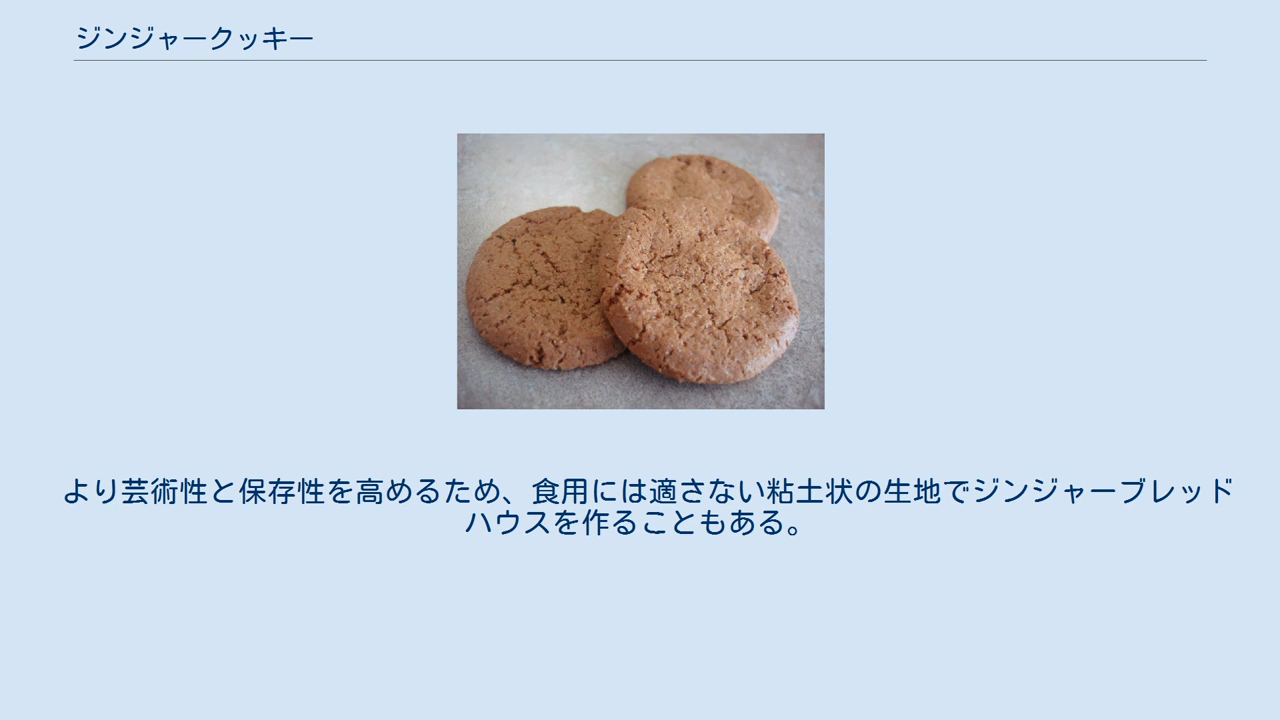 ジンジャークッキー
より芸術性と保存性を高めるため、食用には適さない粘土状の生地でジンジャーブレッド
ハウスを作ることもある。